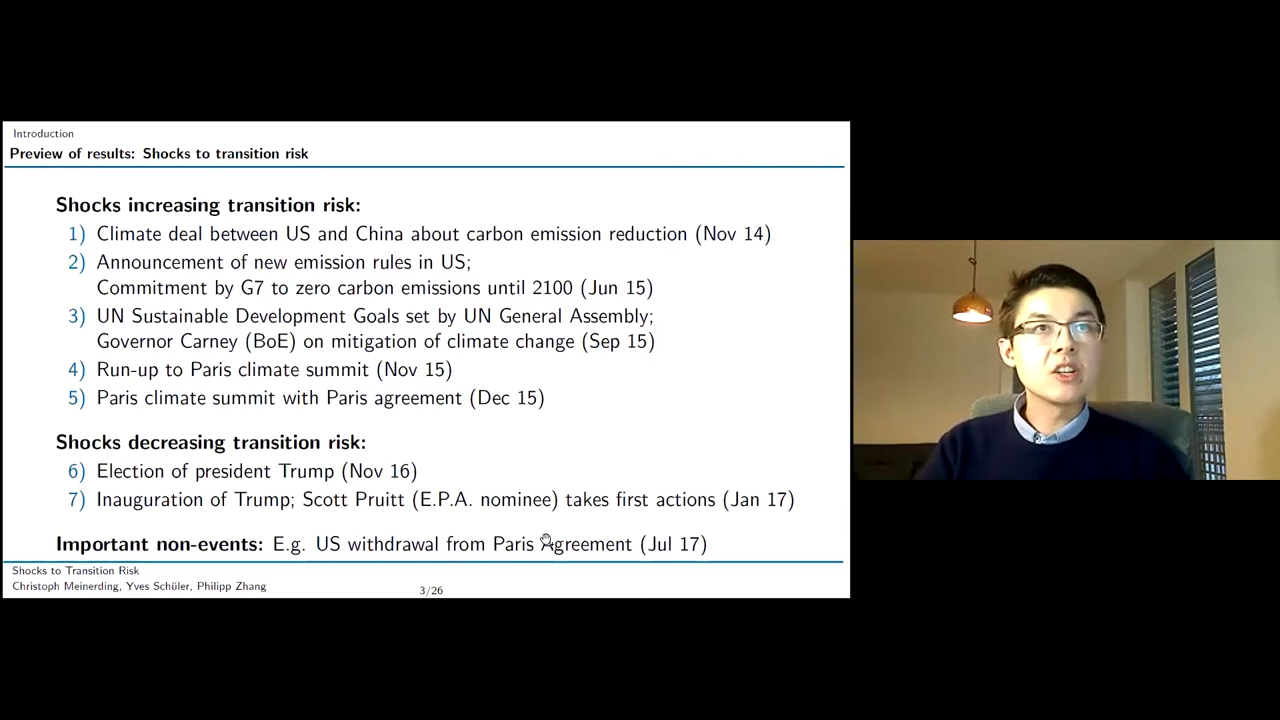 Introduction
Preview of results: Shocks to transition risk
Shocks increasing transition risk:
1) Climate deal between US and China about carbon emission reduction (Nov 14)
2) Announcement of new emission rules in US;
Commitment by G7 to zero carbon emissions until 2100 (Jun 15)
3) UN Sustainable Development Goals set by UN General Assembly;
Governor Carney (BoE) on mitigation of climate change (Sep 15)
4) Run-up to Paris climate summit (Nov 15)
5) Paris climate summit with Paris agreement (Dec 15)
Shocks decreasing transition risk:
6) Election of president Trump (Nov 16)
7) Inauguration of Trump; Scott Pruitt (E.P.A. nominee) takes first actions (Jan 17)
Important non-events: E.g. US withdrawal from Paris Agreement (Jul 17)
Shocks to Transition Risk
Christoph Meinerding, Yves Schüler, Philipp Zhang
3/26